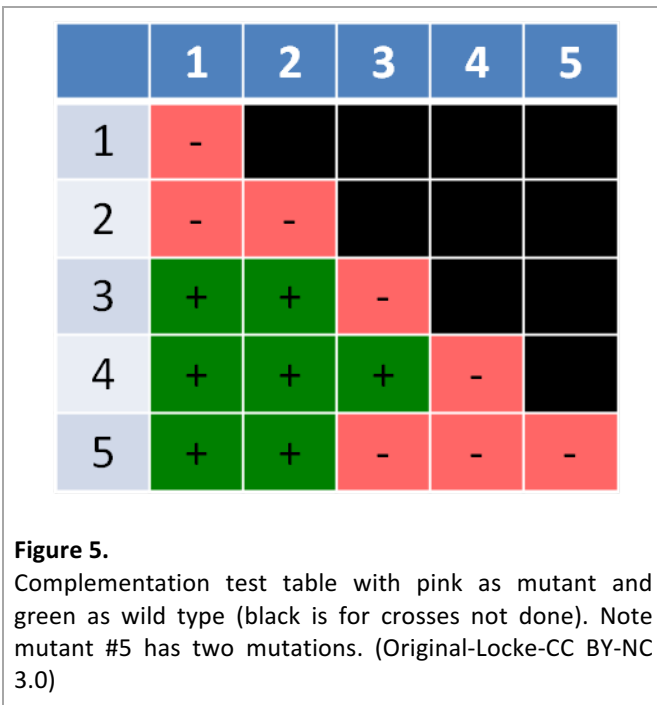 1 2 3 4 5
1 -
2 - -
3 + + -
4 + + + -
5 + + - - -
Figure 5.
Complementation test table with pink as mutant and
green as wild type (black is for crosses not done). Note
mutant #5 has two mutations. (Original-Locke-CC BY-NC
3.0)